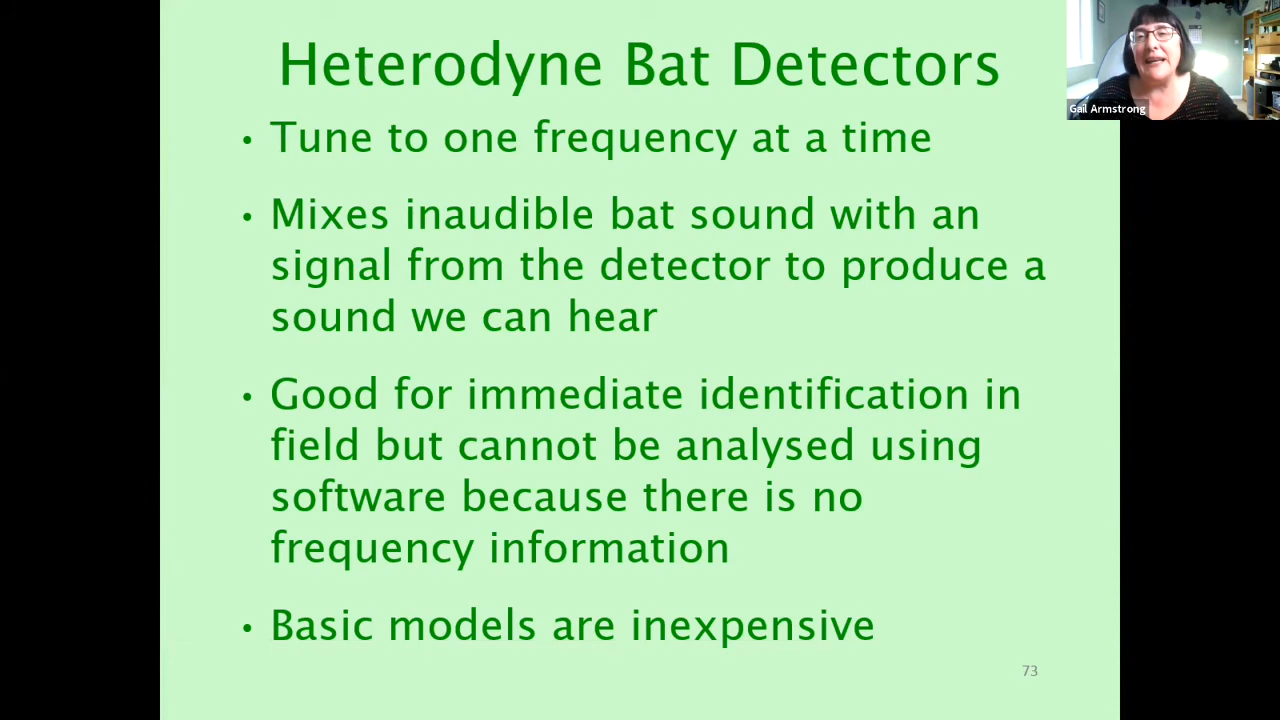 Heterodyne Bat Detectors
• Tune to one frequency at a time
• Mixes inaudible bat sound with an
signal from the detector to produce a
sound we can hear
• Good for immediate identification in
field but cannot be analysed using
software because there is no
frequency information
• Basic models are inexpensive
73
Gail Armstrong